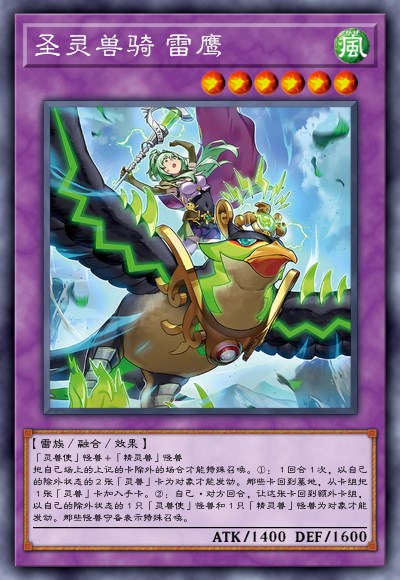 圣灵兽骑 雷鹰
風
【雷族／融合／效果】
「灵兽使」怪兽＋「精灵兽」怪兽
把自己场上的上记的卡除外的场合才能特殊召唤。①：1回合1次，以自己
的除外状态的2张「灵兽」卡为对象才能发动。那些卡回到墓地，从卡组把
1张「灵兽」卡加入手卡。②：自己·对方回合，让这张卡回到额外卡组，
以自己的除外状态的1只「灵兽使」怪兽和1只「精灵兽」怪兽为对象才能
发动。那些怪兽守备表示特殊召唤。
ATK/1400 DEF/1600